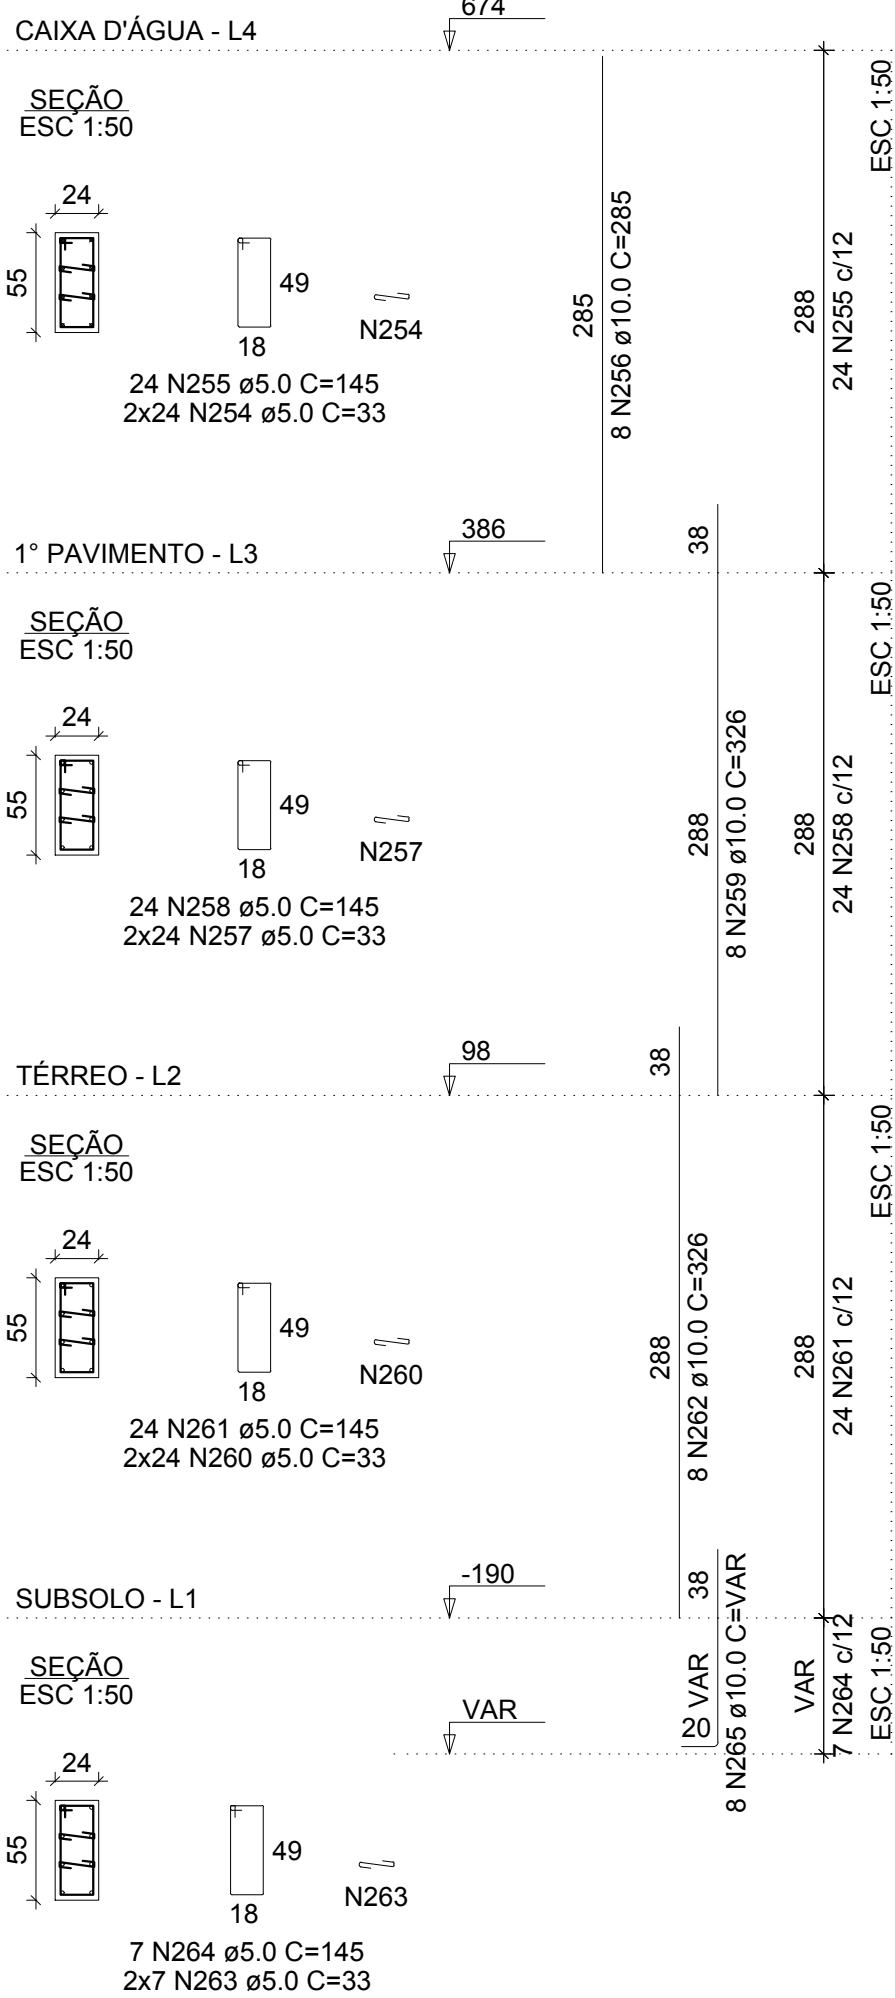 674
CAIXA D'ÁGUA - L4
SEÇÃO
ESC 1:50
24
55
49
18
N254
24 N255 ø5.0 C=145
2x24 N254 ø5.0 C=33
285
8 N256 ø10.0 C=285
288
24 N255 c/12
ESC 1:50
386
1° PAVIMENTO - L3
SEÇÃO
ESC 1:50
24
55
49
18
N257
24 N258 ø5.0 C=145
2x24 N257 ø5.0 C=33
38
288
8 N259 ø10.0 C=326
288
24 N258 c/12
ESC 1:50
98
TÉRREO - L2
SEÇÃO
ESC 1:50
24
55
49
18
N260
24 N261 ø5.0 C=145
2x24 N260 ø5.0 C=33
38
288
8 N262 ø10.0 C=326
288
24 N261 c/12
ESC 1:50
-190
SUBSOLO - L1
SEÇÃO
ESC 1:50
VAR
24
55
49
18
N263
7 N264 ø5.0 C=145
2x7 N263 ø5.0 C=33
38
VAR
20
8 N265 ø10.0 C=VAR
VAR
7 N264 c/12
ESC 1:50